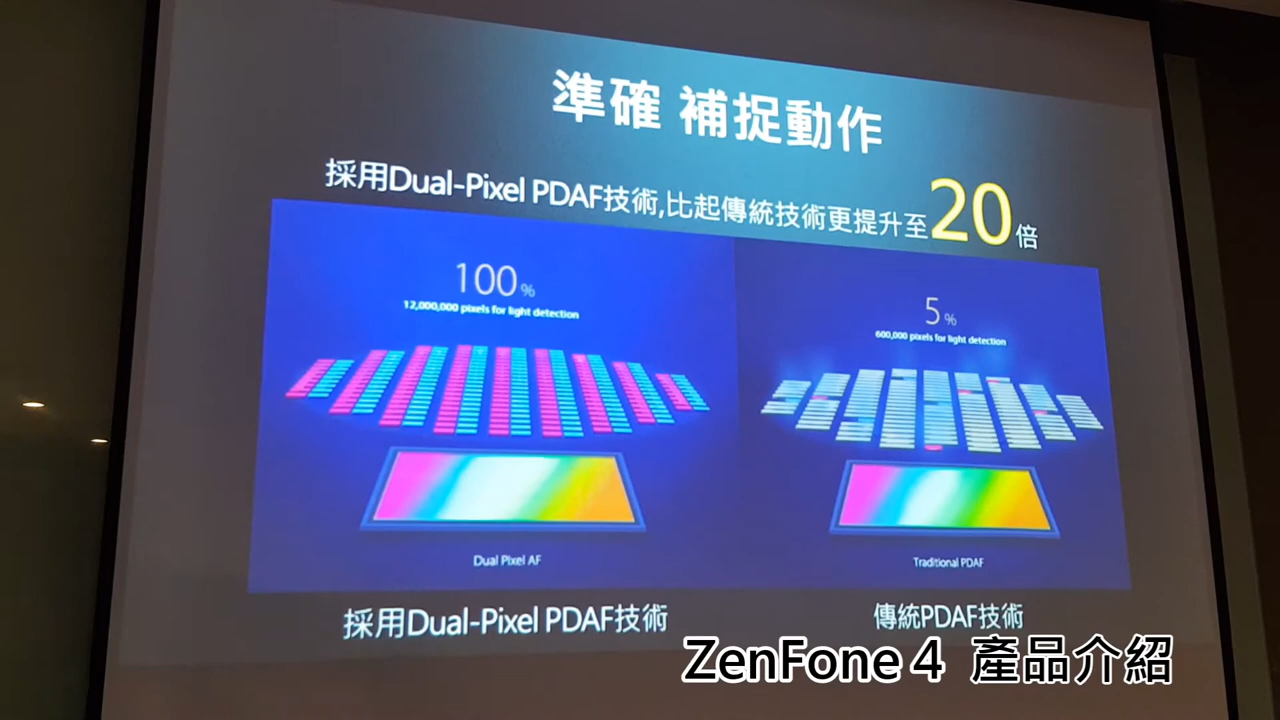 準確 補捉動作
採用Dual-Pixel PDAF技術,比起傳統技術更提升至20倍
100%
12,000,000 pixels for light detection
5%
600,000 pixels for light detection
Dual Pixel AF
Traditional PDAF
採用Dual-Pixel PDAF技術
傳統PDAF技術
ZenFone 4 產品介紹